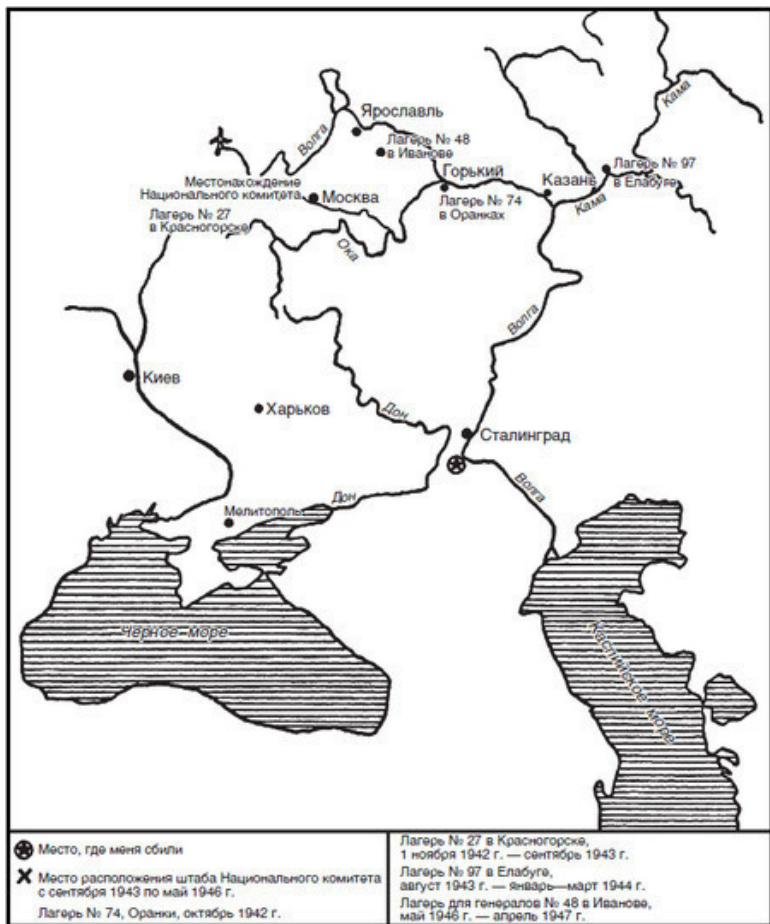 Ярославль
Волга
Лагерь № 48
в Иванове
Кама
Лагерь № 97
в Елабуге
Горький
Казань
Кама
Местонахождение
Национального комитета
Москва
Лагерь № 74
в Оранках
Лагерь № 27
в Красногорске
Ока
Волга
Киев
Харьков
Дон
Сталинград
Волга
Дон
Мелитополь
Черное море
Каспийское море
Место, где меня сбили
Место расположения штаба Национального комитета
с сентября 1943 по май 1946 г.
Лагерь № 74, Оранки, октябрь 1942 г.
Лагерь № 27 в Красногорске,
1 ноября 1942 г. — сентябрь 1943 г.
Лагерь № 97 в Елабуге,
август 1943 г. — январь—март 1944 г.
Лагерь для генералов № 48 в Иванове,
май 1946 г. — апрель 1947 г.